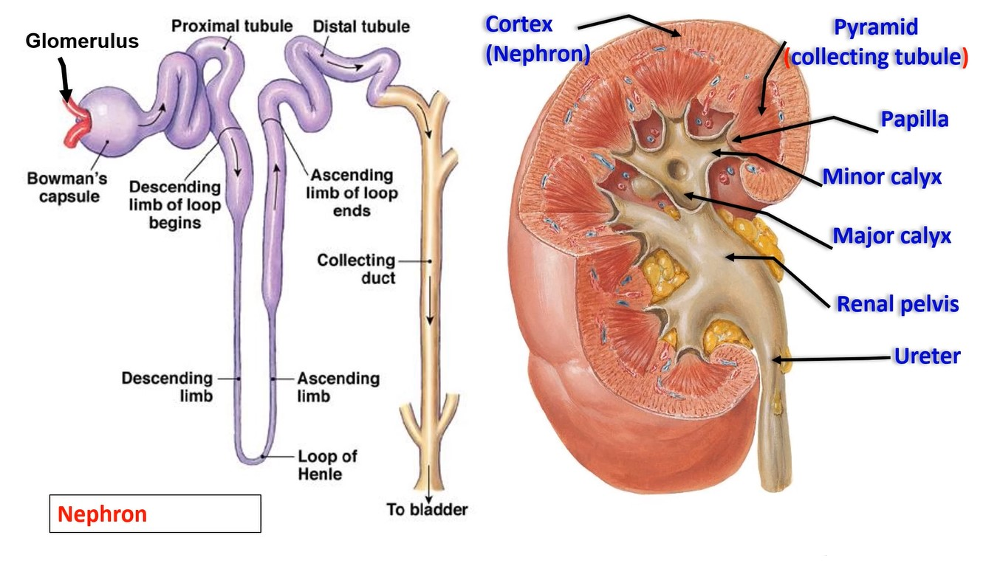 Glomerulus
Proximal tubule
Distal tubule
Bowman's
capsule
Descending
limb of loop
begins
Ascending
limb of loop
ends
Collecting
duct
Descending
limb
Ascending
limb
Loop of
Henle
To bladder
Nephron
Cortex
(Nephron)
Pyramid
(collecting tubule)
Papilla
Minor calyx
Major calyx
Renal pelvis
Ureter